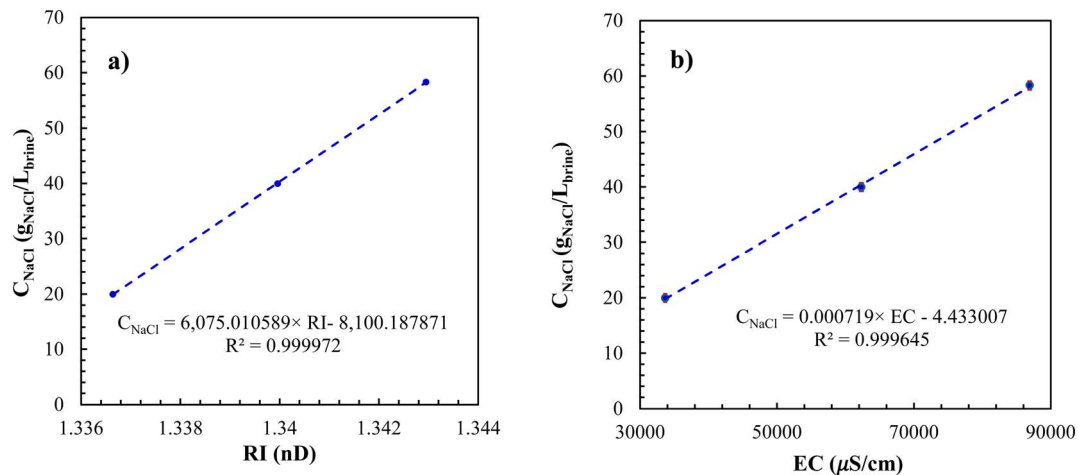 a)
C_NaCl (g_NaCl/L_brine)
70
60
50
40
30
20
10
0
C_NaCl = 6,075.010589× RI- 8,100.187871
R² = 0.999972
1.336
1.338
1.34
1.342
1.344
RI (nD)
b)
C_NaCl (g_NaCl/L_brine)
70
60
50
40
30
20
10
0
C_NaCl = 0.000719× EC - 4.433007
R² = 0.999645
30000
50000
70000
90000
EC (µS/cm)